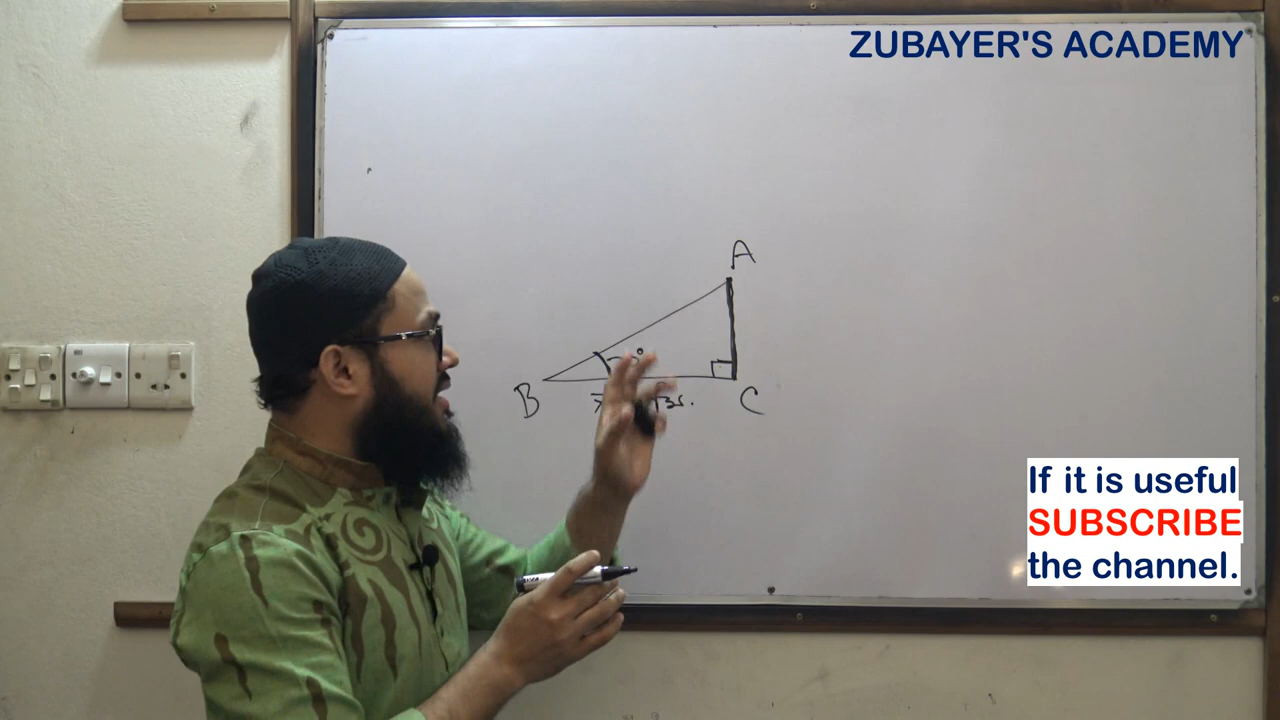 ZUBAYER'S ACADEMY
A
B
C
If it is useful
SUBSCRIBE
the channel.